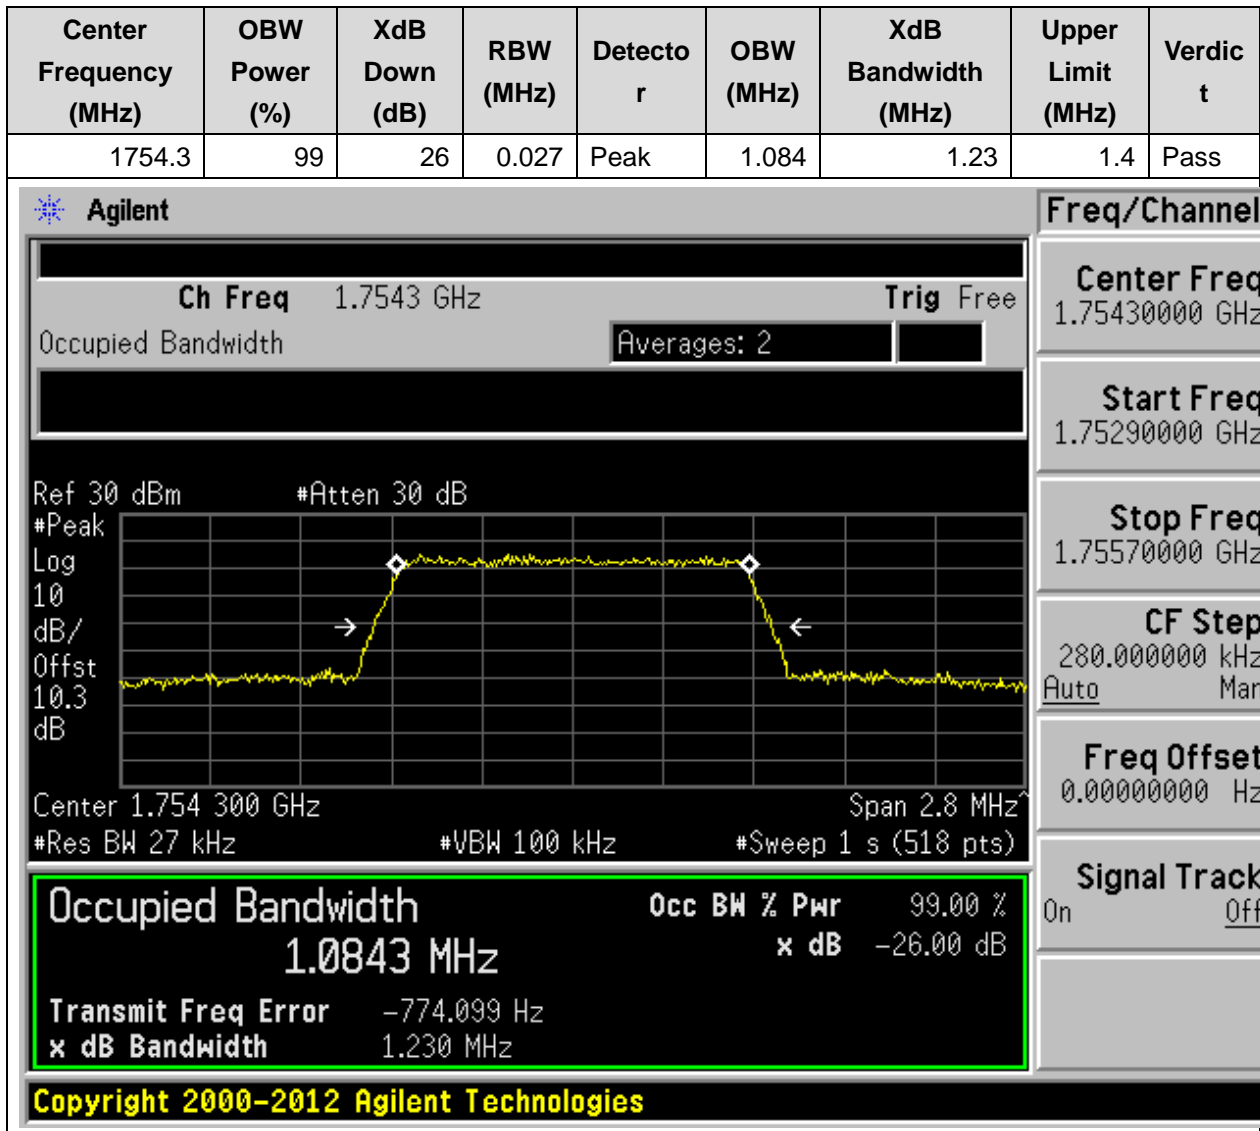 Center Frequency (MHz) OBW Power (%) XdB Down (dB) RBW (MHz) Detector OBW (MHz) XdB Bandwidth (MHz) Upper Limit (MHz) Verdict
1754.3 99 26 0.027 Peak 1.084 1.23 1.4 Pass
Agilent
Freq/Channel
Ch Freq 1.7543 GHz
Trig Free
Occupied Bandwidth
Averages: 2
Center Freq
1.75430000 GHz
Start Freq
1.75290000 GHz
Stop Freq
1.75570000 GHz
CF Step
280.000000 kHz
Auto Man
Freq Offset
0.00000000 Hz
Signal Track
On Off
Ref 30 dBm
#Atten 30 dB
#Peak
Log
10
dB/
Offst
10.3
dB
Center 1.754 300 GHz
Span 2.8 MHz^
#Res BW 27 kHz
#VBW 100 kHz
#Sweep 1 s (518 pts)
Occupied Bandwidth
1.0843 MHz
Occ BW % Pwr 99.00 %
x dB -26.00 dB
Transmit Freq Error -774.099 Hz
x dB Bandwidth 1.230 MHz
Copyright 2000-2012 Agilent Technologies